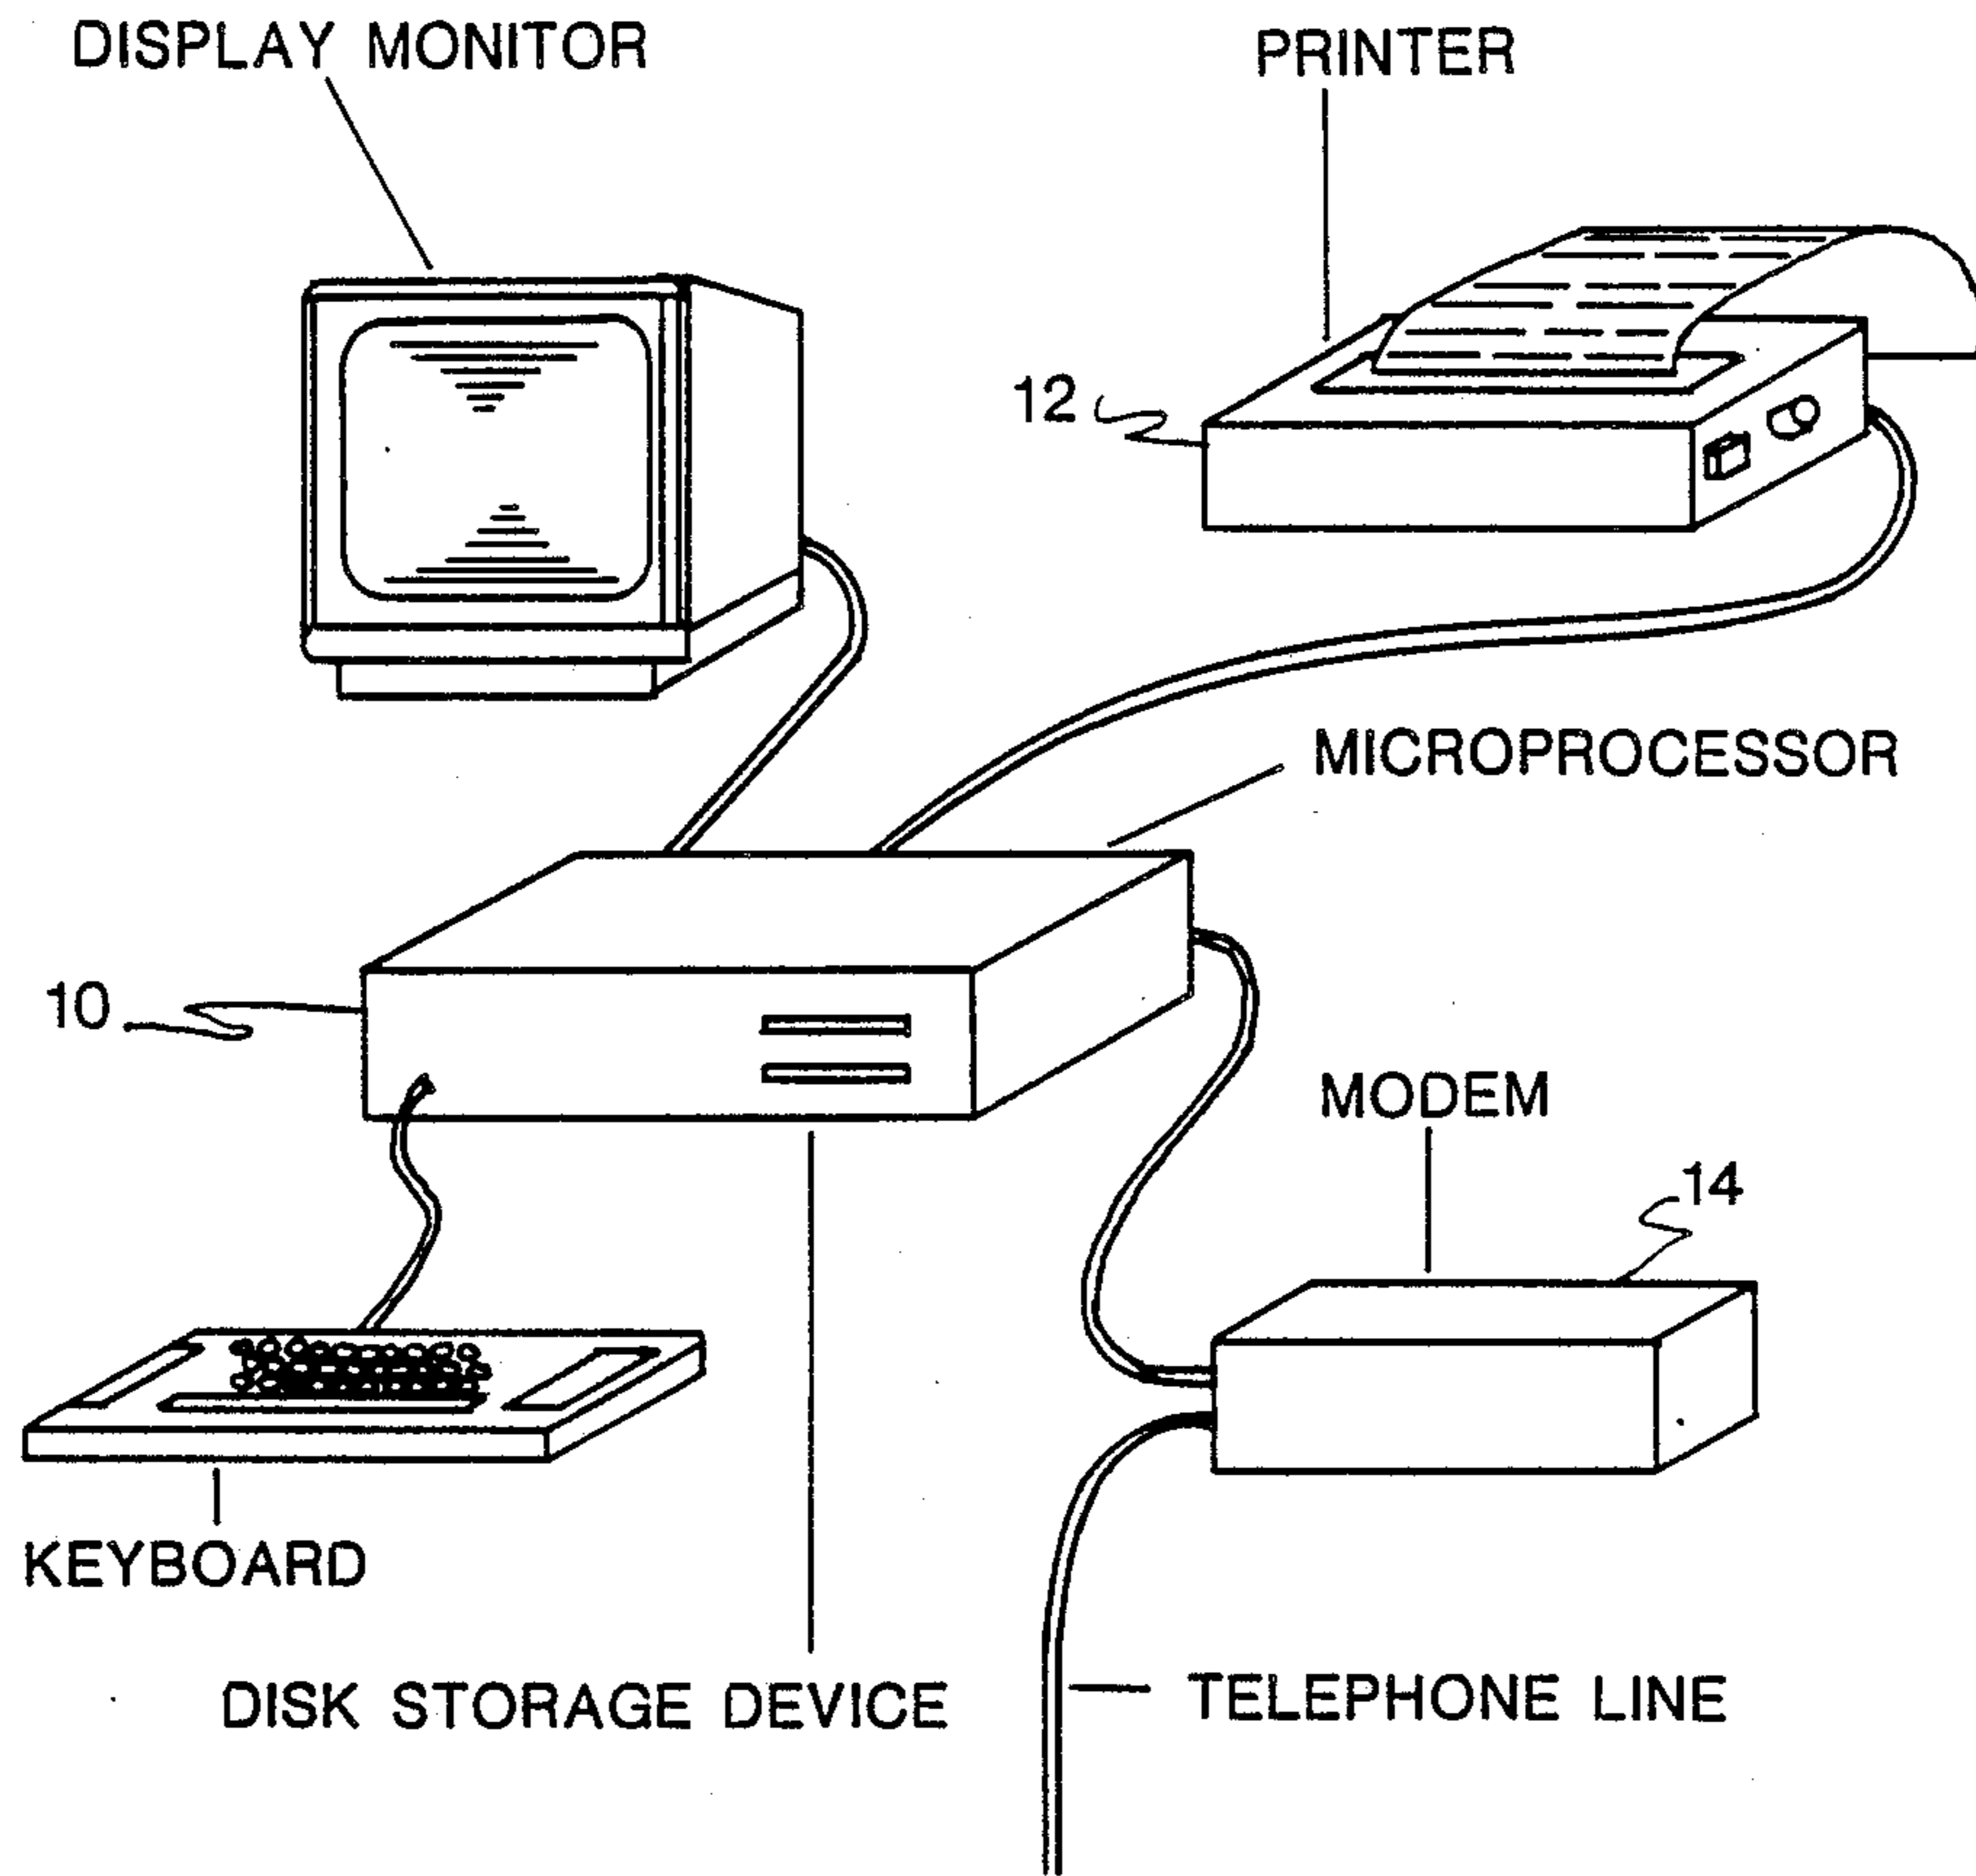 DISPLAY MONITOR
PRINTER
12
MICROPROCESSOR
10
MODEM
14
KEYBOARD
DISK STORAGE DEVICE
TELEPHONE LINE